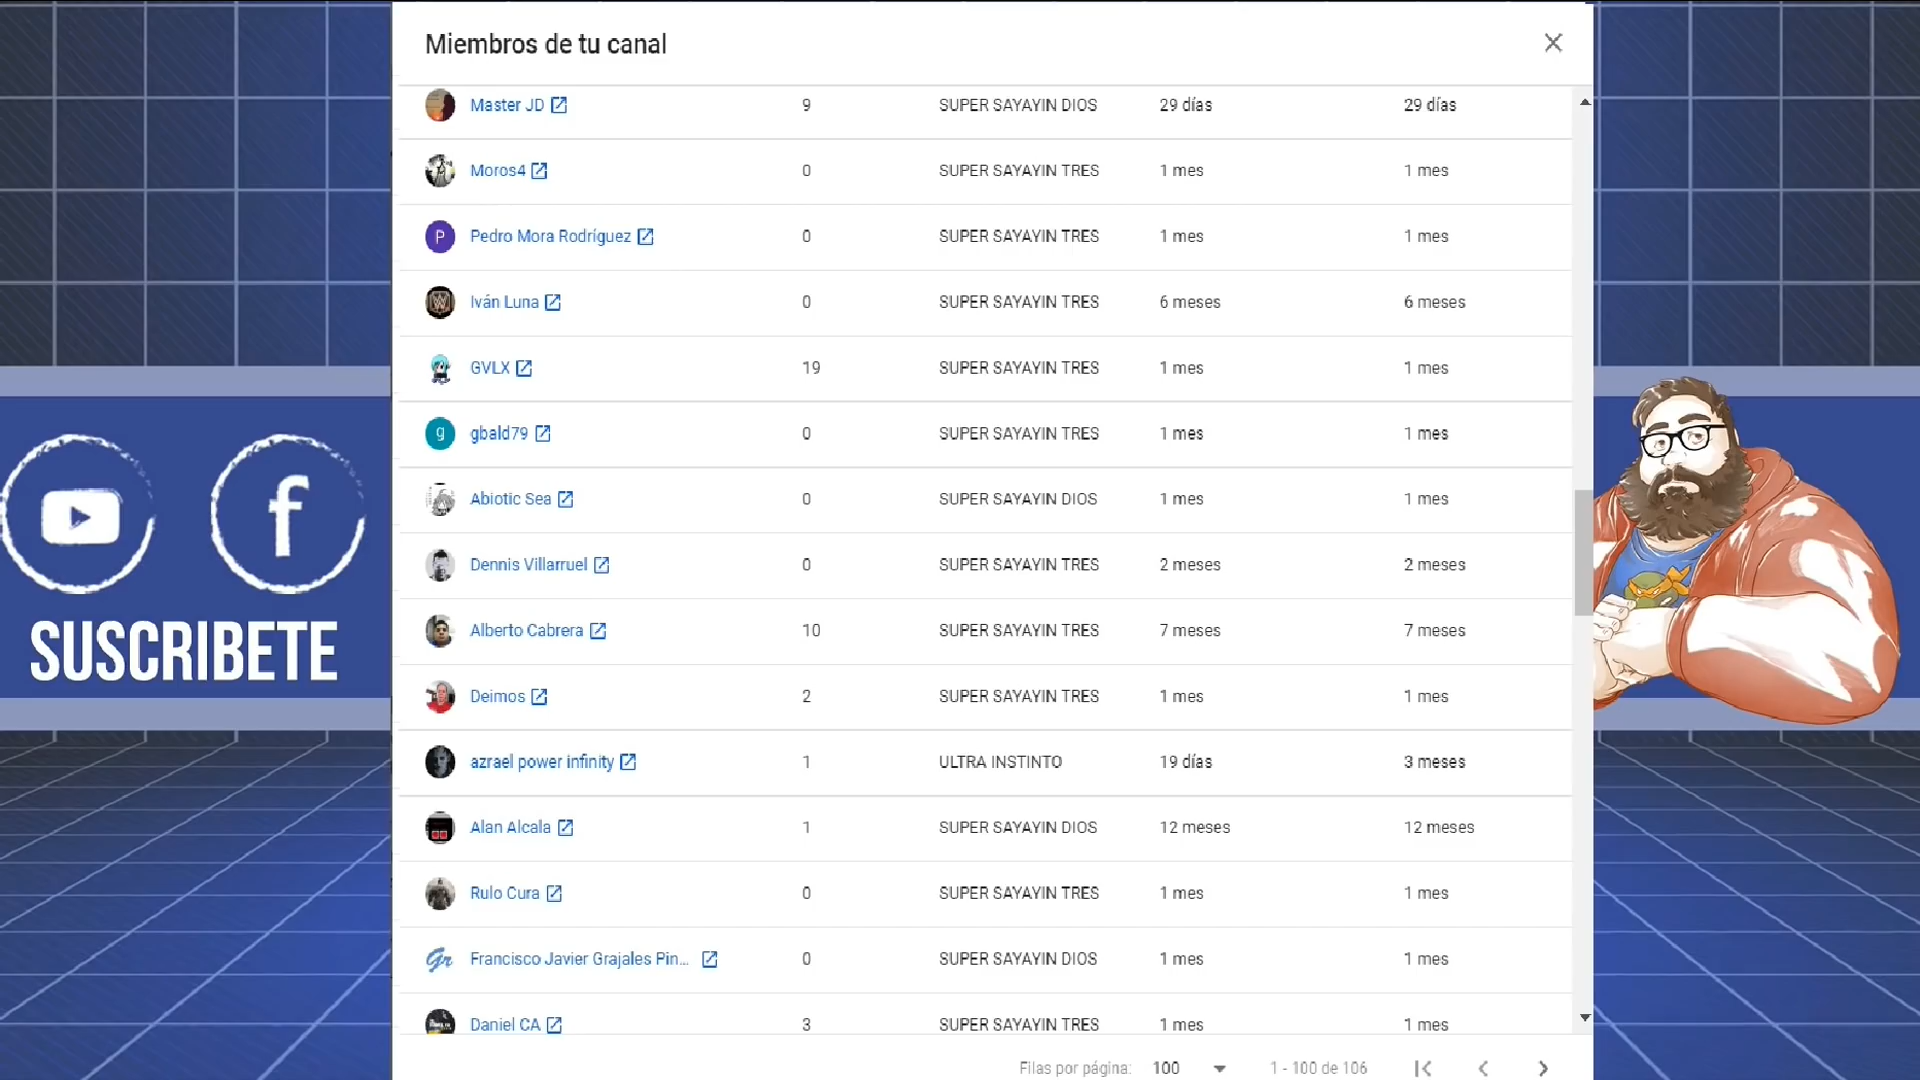 Miembros de tu canal
Master JD 9 SUPER SAYAYIN DIOS 29 días 29 días
Moros4 0 SUPER SAYAYIN TRES 1 mes 1 mes
P Pedro Mora Rodríguez 0 SUPER SAYAYIN TRES 1 mes 1 mes
Iván Luna 0 SUPER SAYAYIN TRES 6 meses 6 meses
GVLX 19 SUPER SAYAYIN TRES 1 mes 1 mes
g gbald79 0 SUPER SAYAYIN TRES 1 mes 1 mes
Abiotic Sea 0 SUPER SAYAYIN DIOS 1 mes 1 mes
Dennis Villarruel 0 SUPER SAYAYIN TRES 2 meses 2 meses
Alberto Cabrera 10 SUPER SAYAYIN TRES 7 meses 7 meses
Deimos 2 SUPER SAYAYIN TRES 1 mes 1 mes
azrael power infinity 1 ULTRA INSTINTO 19 días 3 meses
Alan Alcala 1 SUPER SAYAYIN DIOS 12 meses 12 meses
Rulo Cura 0 SUPER SAYAYIN TRES 1 mes 1 mes
Gr Francisco Javier Grajales Pin... 0 SUPER SAYAYIN DIOS 1 mes 1 mes
Daniel CA 3 SUPER SAYAYIN TRES 1 mes 1 mes
Filas por página: 100 1 - 100 de 106
f
SUSCRIBETE